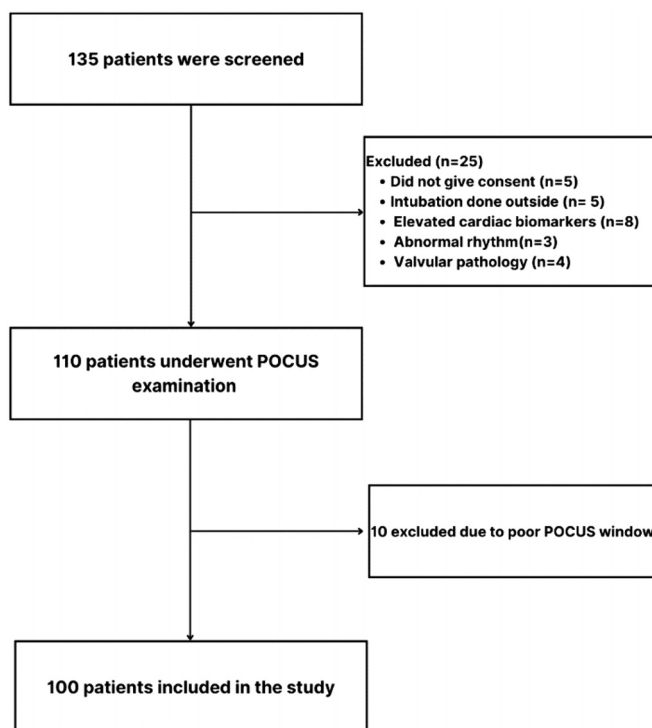 135 patients were screened
Excluded (n=25)
• Did not give consent (n=5)
• Intubation done outside (n= 5)
• Elevated cardiac biomarkers (n=8)
• Abnormal rhythm(n=3)
• Valvular pathology (n=4)
110 patients underwent POCUS
examination
10 excluded due to poor POCUS window
100 patients included in the study